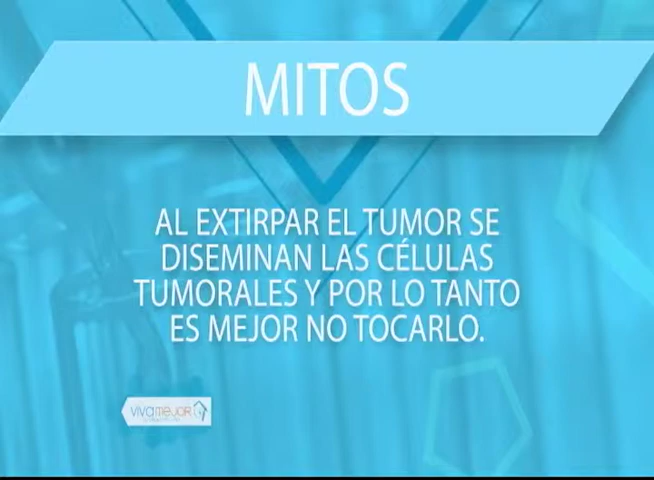 MITOS
AL EXTIRPAR EL TUMOR SE
DISEMINAN LAS CÉLULAS
TUMORALES Y POR LO TANTO
ES MEJOR NO TOCARLO.
vivamejor